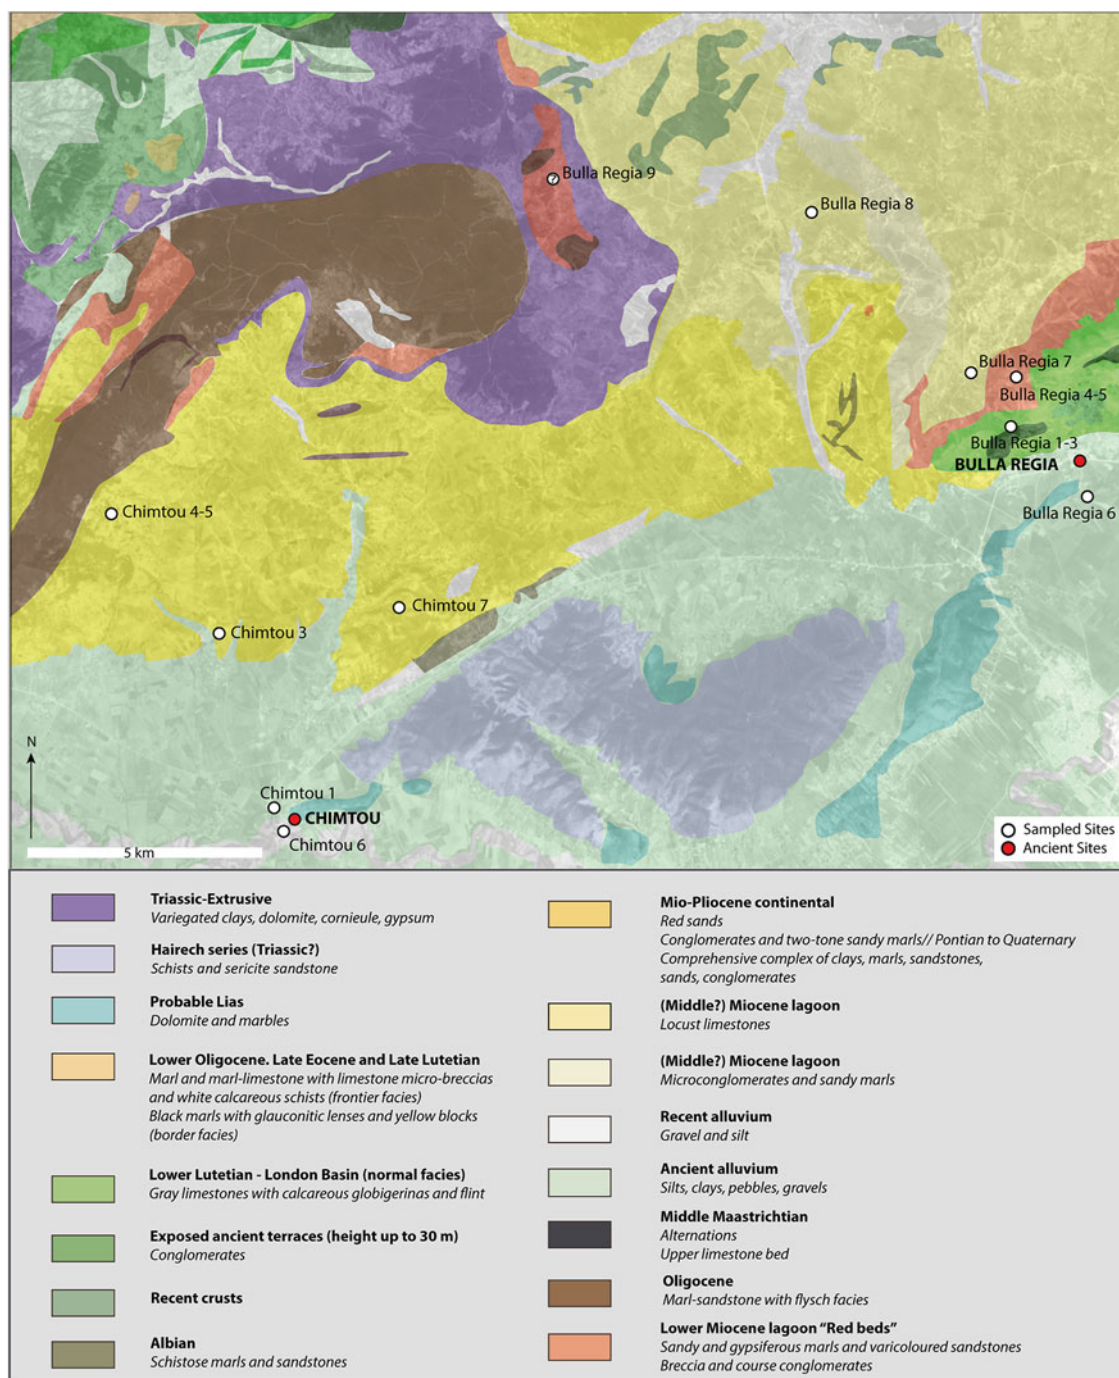 Bulla Regia 9
?
Bulla Regia 8
Bulla Regia 7
Bulla Regia 4-5
Bulla Regia 1-3
BULLA REGIA
Bulla Regia 6
Chimtou 4-5
Chimtou 7
Chimtou 3
N
Chimtou 1
CHIMTOU
Chimtou 6
5 km
Sampled Sites
Ancient Sites
Triassic-Extrusive
Variegated clays, dolomite, cornieule, gypsum
Hairech series (Triassic?)
Schists and sericite sandstone
Probable Lias
Dolomite and marbles
Lower Oligocene. Late Eocene and Late Lutetian
Marl and marl-limestone with limestone micro-breccias
and white calcareous schists (frontier facies)
Black marls with glauconitic lenses and yellow blocks
(border facies)
Lower Lutetian - London Basin (normal facies)
Gray limestones with calcareous globigerinas and flint
Exposed ancient terraces (height up to 30 m)
Conglomerates
Recent crusts
Albian
Schistose marls and sandstones
Mio-Pliocene continental
Red sands
Conglomerates and two-tone sandy marls// Pontian to Quaternary
Comprehensive complex of clays, marls, sandstones,
sands, conglomerates
(Middle?) Miocene lagoon
Locust limestones
(Middle?) Miocene lagoon
Microconglomerates and sandy marls
Recent alluvium
Gravel and silt
Ancient alluvium
Silts, clays, pebbles, gravels
Middle Maastrichtian
Alternations
Upper limestone bed
Oligocene
Marl-sandstone with flysch facies
Lower Miocene lagoon “Red beds”
Sandy and gypsiferous marls and varicoloured sandstones
Breccia and course conglomerates